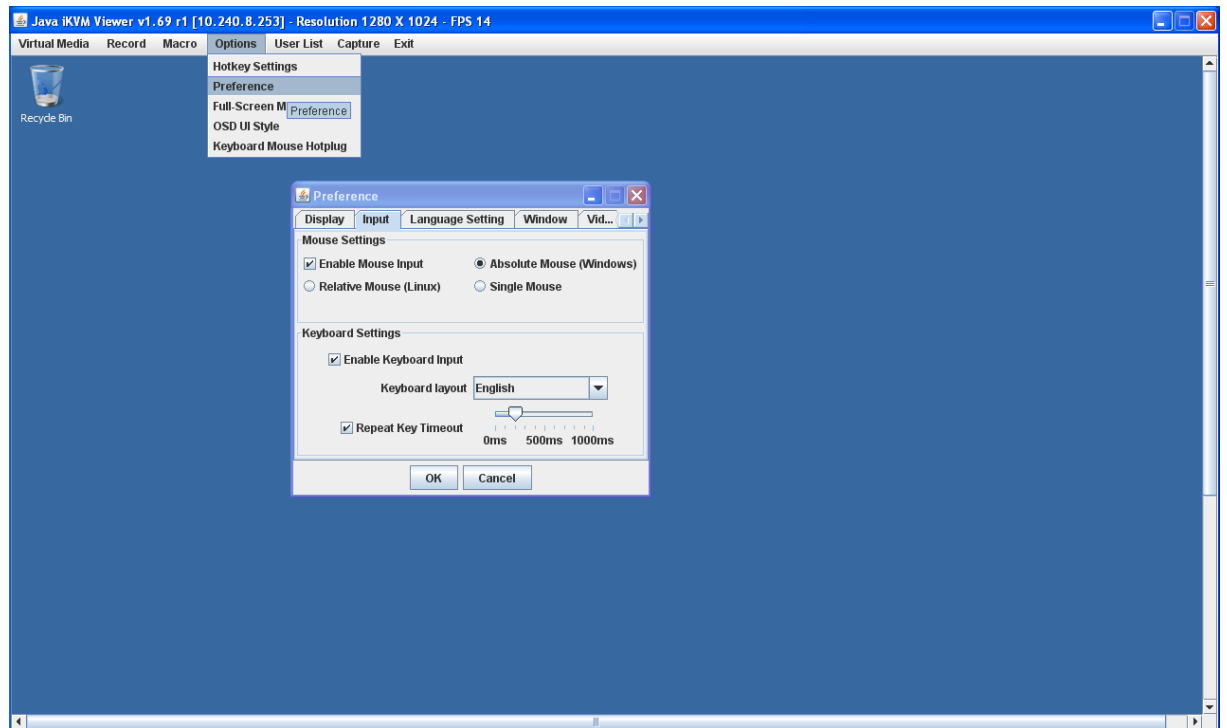 Java iKVM Viewer v1.69 r1 [10.240.8.253] - Resolution 1280 X 1024 - FPS 14
Virtual Media Record Macro Options User List Capture Exit
Hotkey Settings
Preference
Full-Screen M
Preference
OSD UI Style
Keyboard Mouse Hotplug
Recycle Bin
Preference
Display Input Language Setting Window Vid...
Mouse Settings
Enable Mouse Input Absolute Mouse (Windows)
Relative Mouse (Linux) Single Mouse
Keyboard Settings
Enable Keyboard Input
Keyboard layout English
Repeat Key Timeout
0ms 500ms 1000ms
OK Cancel